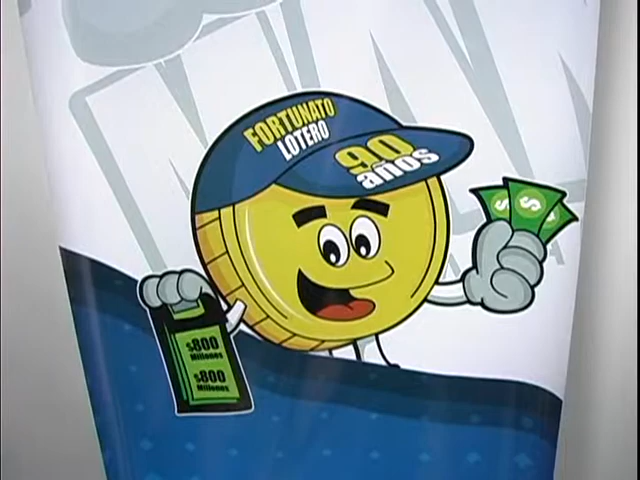 FORTUNATO
LOTERO
90
años
$
$
$800
Millones
$800
Millones